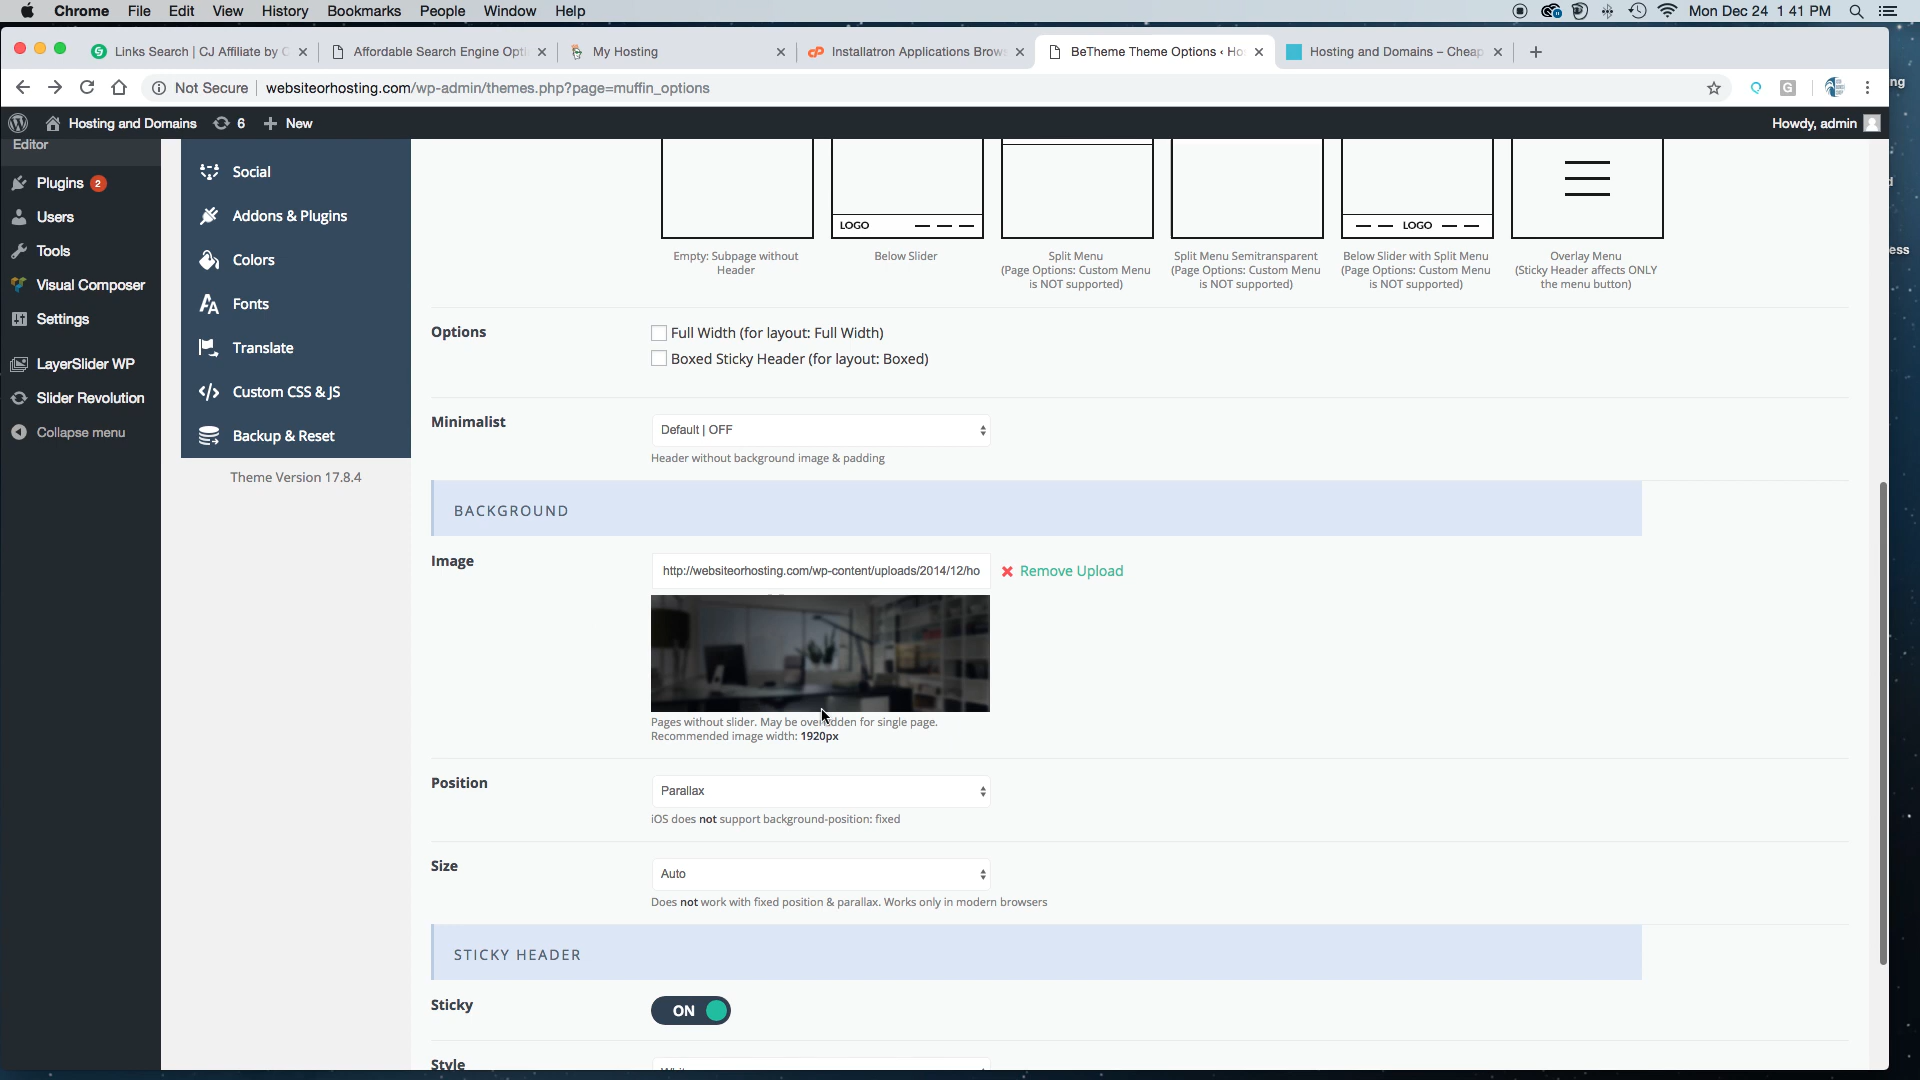 Chrome File Edit View History Bookmarks People Window Help
Mon Dec 24 1 41 PM
Links Search | CJ Affiliate by C
Affordable Search Engine Opti
My Hosting
Installatron Applications Brow
BeTheme Theme Options ‹ Ho
Hosting and Domains – Cheap
Not Secure websiteorhosting.com/wp-admin/themes.php?page=muffin_options
ng
Hosting and Domains 6 New
Howdy, admin
Editor
Plugins 2
Users
Tools
Visual Composer
Settings
LayerSlider WP
Slider Revolution
Collapse menu
Social
Addons & Plugins
Colors
Fonts
Translate
Custom CSS & JS
Backup & Reset
Theme Version 17.8.4
LOGO
LOGO
ess
Empty: Subpage without
Header
Below Slider
Split Menu
(Page Options: Custom Menu
is NOT supported)
Split Menu Semitransparent
(Page Options: Custom Menu
is NOT supported)
Below Slider with Split Menu
(Page Options: Custom Menu
is NOT supported)
Overlay Menu
(Sticky Header affects ONLY
the menu button)
Options
Full Width (for layout: Full Width)
Boxed Sticky Header (for layout: Boxed)
Minimalist
Default | OFF
Header without background image & padding
BACKGROUND
Image
http://websiteorhosting.com/wp-content/uploads/2014/12/ho
Remove Upload
Pages without slider. May be overridden for single page.
Recommended image width: 1920px
Position
Parallax
iOS does not support background-position: fixed
Size
Auto
Does not work with fixed position & parallax. Works only in modern browsers
STICKY HEADER
Sticky
ON
Style